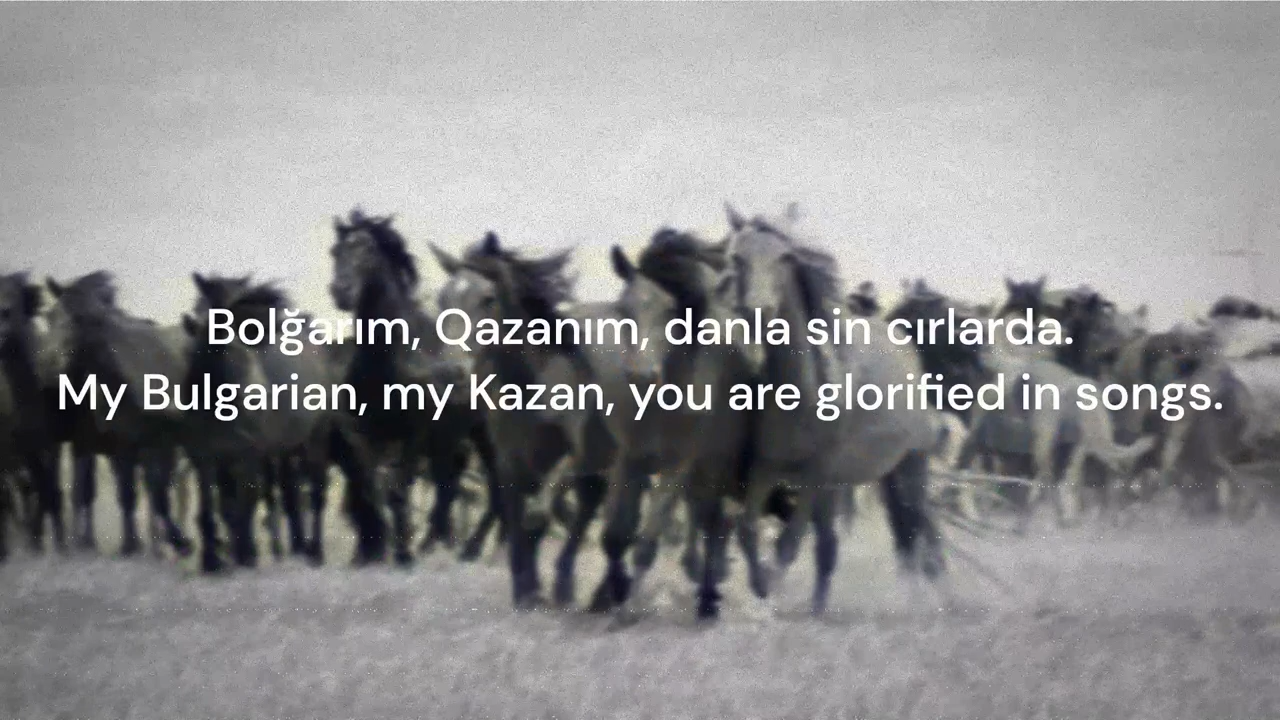 Bolğarım, Qazanım, danla sin cırlarda.
My Bulgarian, my Kazan, you are glorified in songs.